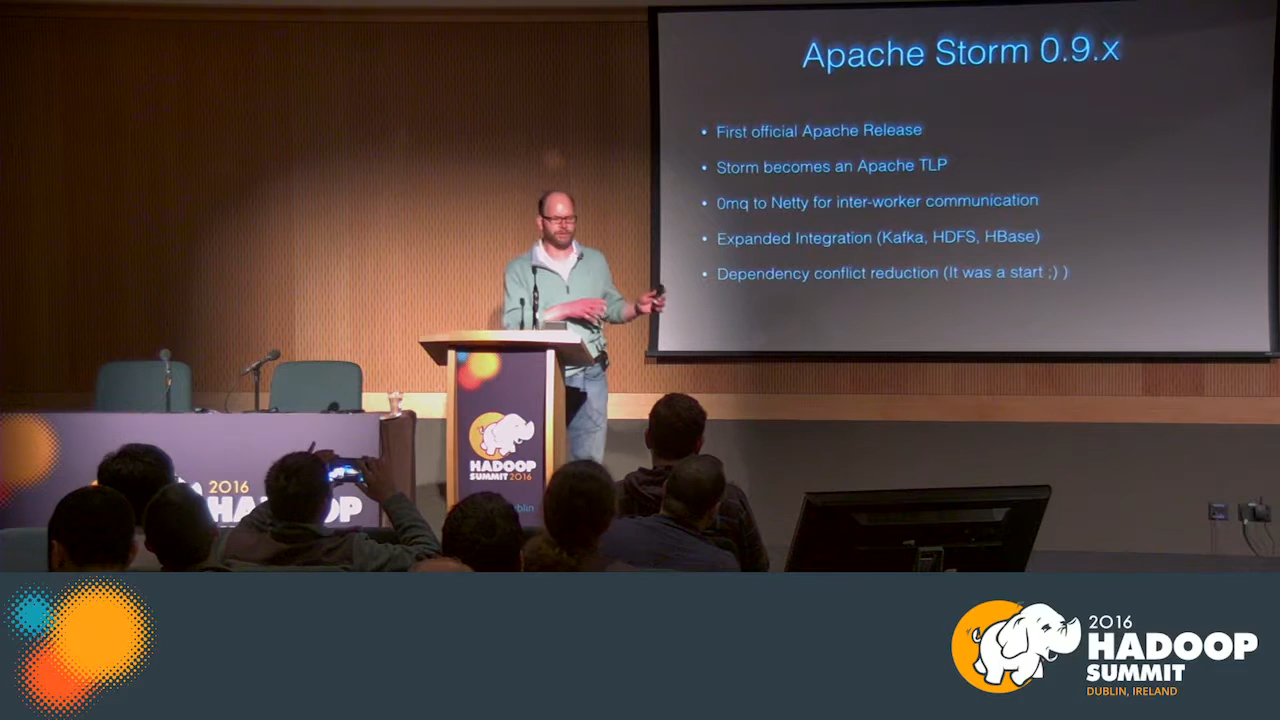 Apache Storm 0.9.x
• First official Apache Release
• Storm becomes an Apache TLP
• 0mq to Netty for inter-worker communication
• Expanded Integration (Kafka, HDFS, HBase)
• Dependency conflict reduction (It was a start ;) )
HADOOP
SUMMIT 2016
2016
2016
HADOOP
SUMMIT
DUBLIN, IRELAND